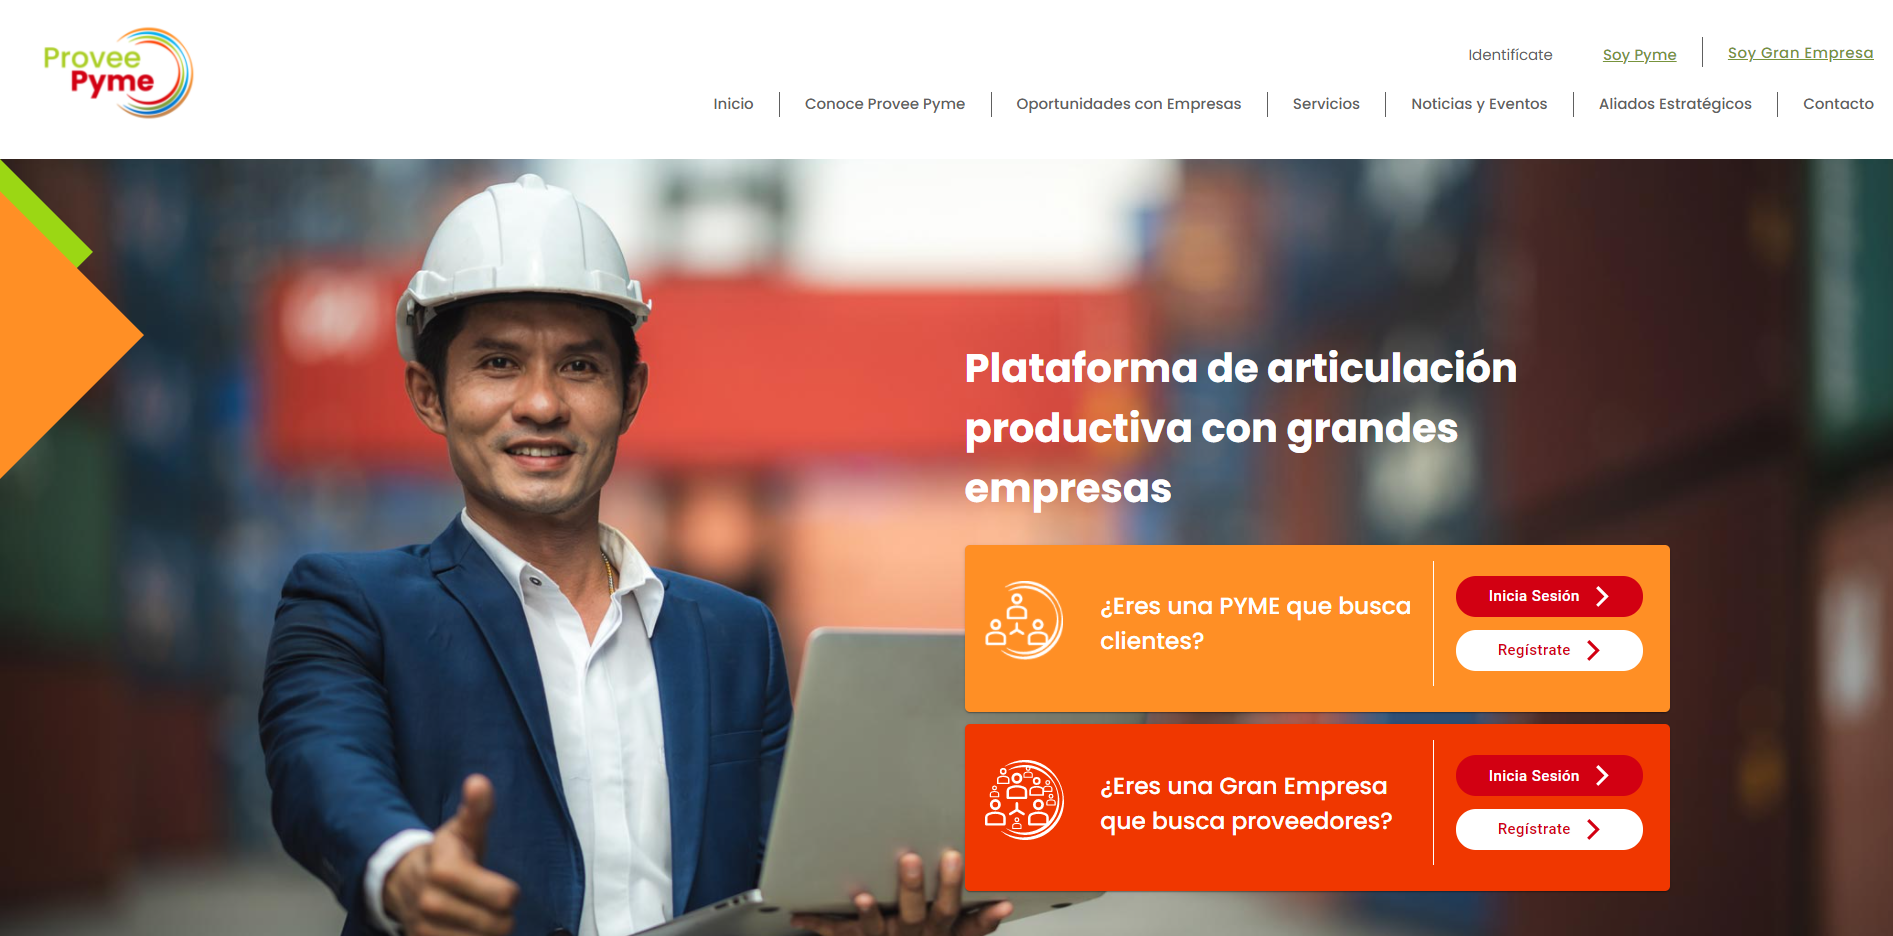 Provee
Pyme
Identifícate
Soy Pyme
Soy Gran Empresa
Inicio
Conoce Provee Pyme
Oportunidades con Empresas
Servicios
Noticias y Eventos
Aliados Estratégicos
Contacto
Plataforma de articulación
productiva con grandes
empresas
¿Eres una PYME que busca
clientes?
Inicia Sesión
Regístrate
¿Eres una Gran Empresa
que busca proveedores?
Inicia Sesión
Regístrate